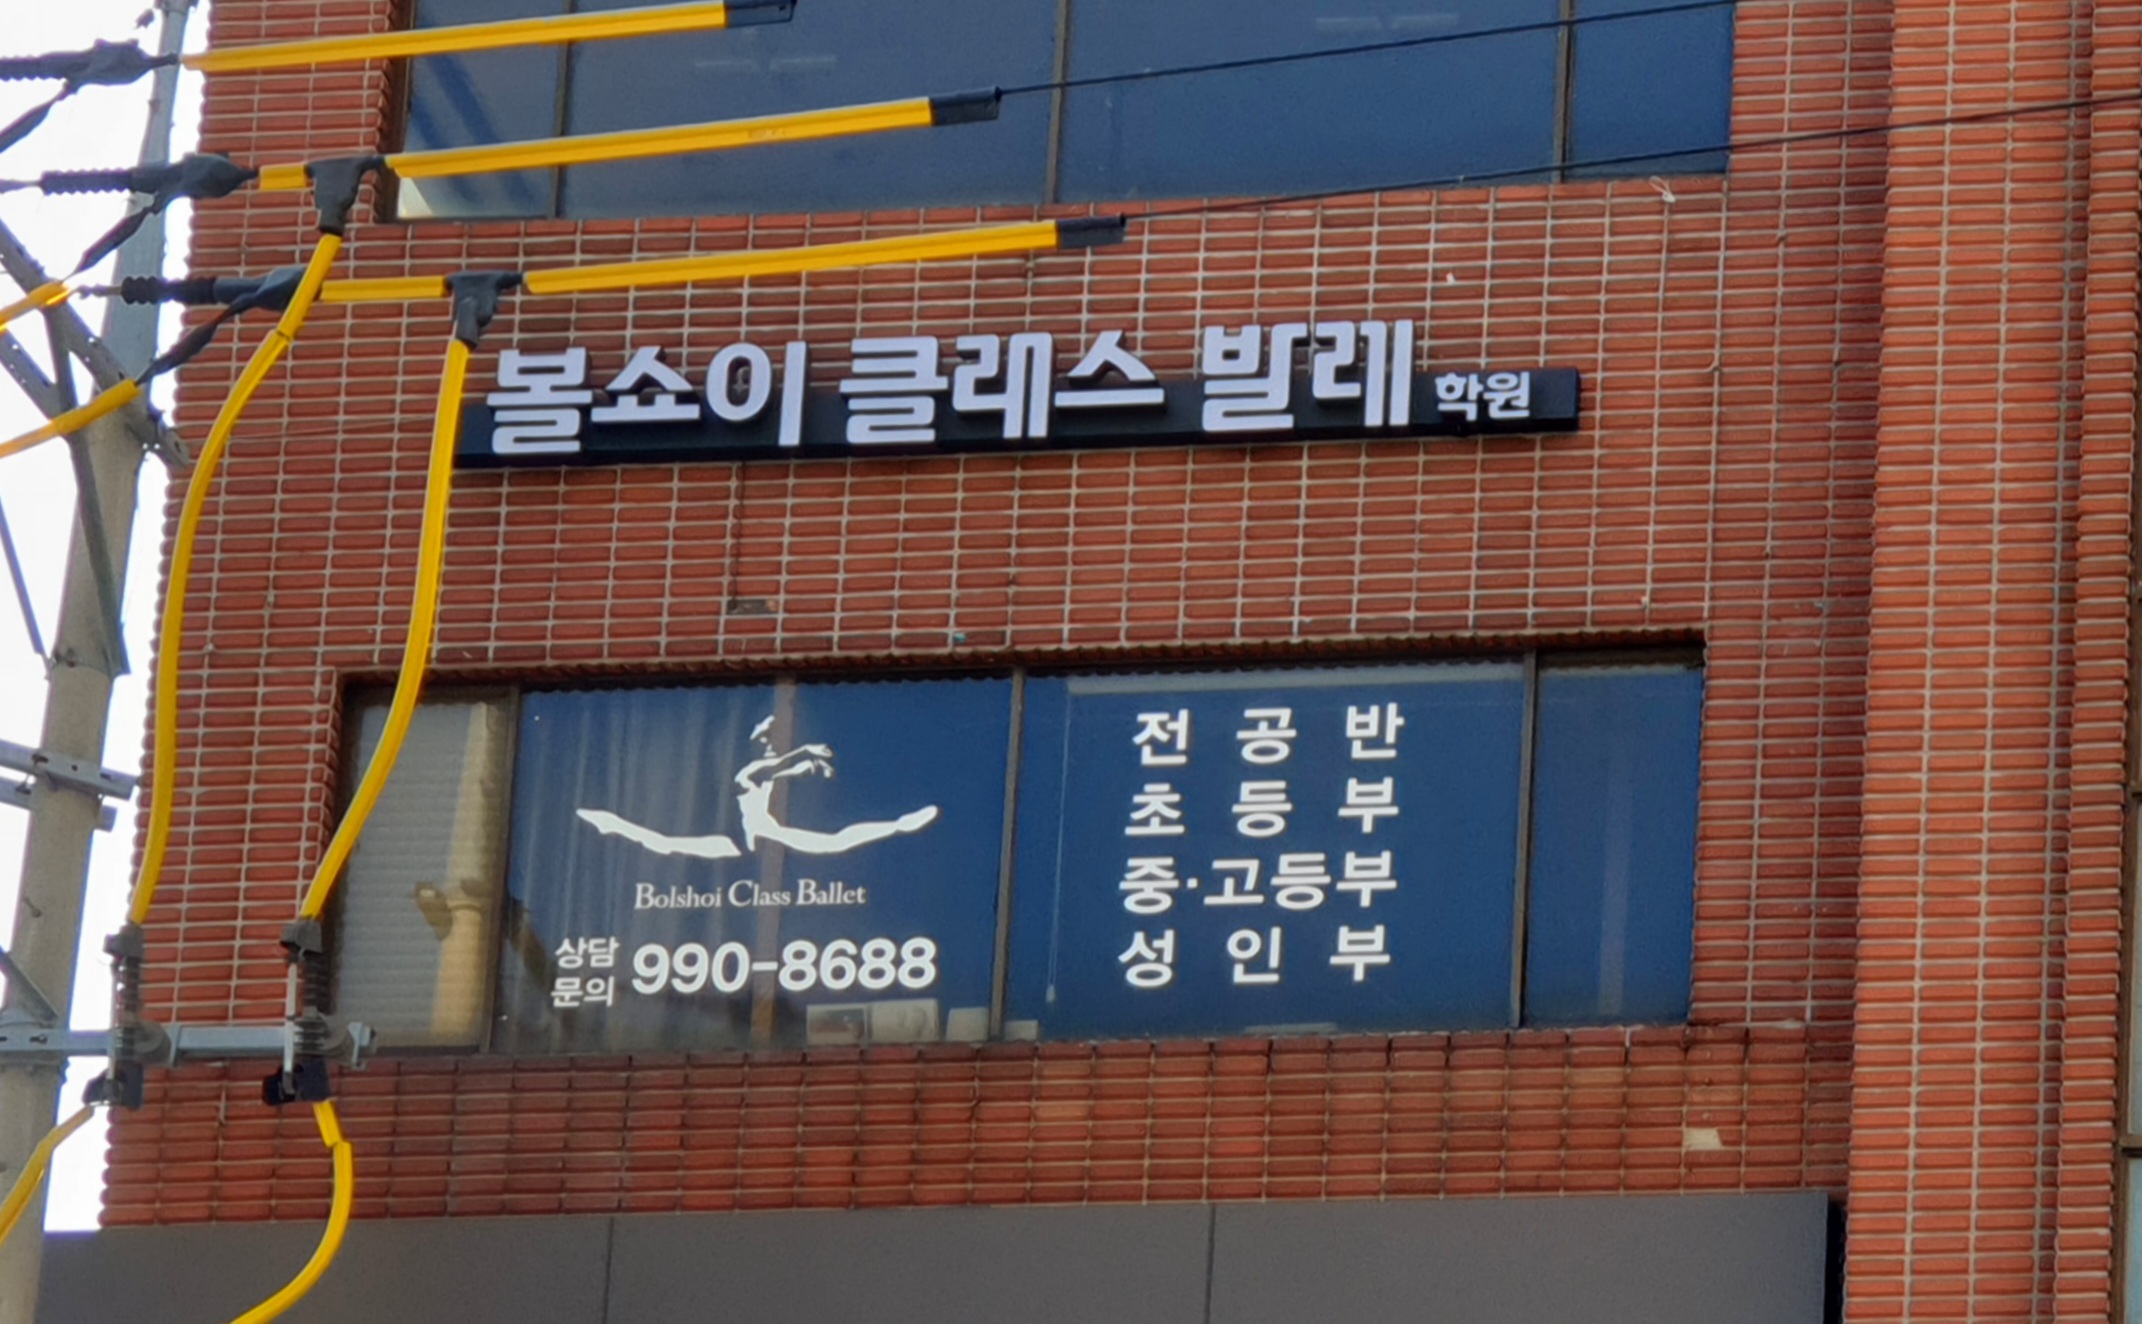 볼쇼이 클래스 발레 학원
Bolshoi Class Ballet
상담
문의 990-8688
전 공 반
초 등 부
중·고등부
성 인 부